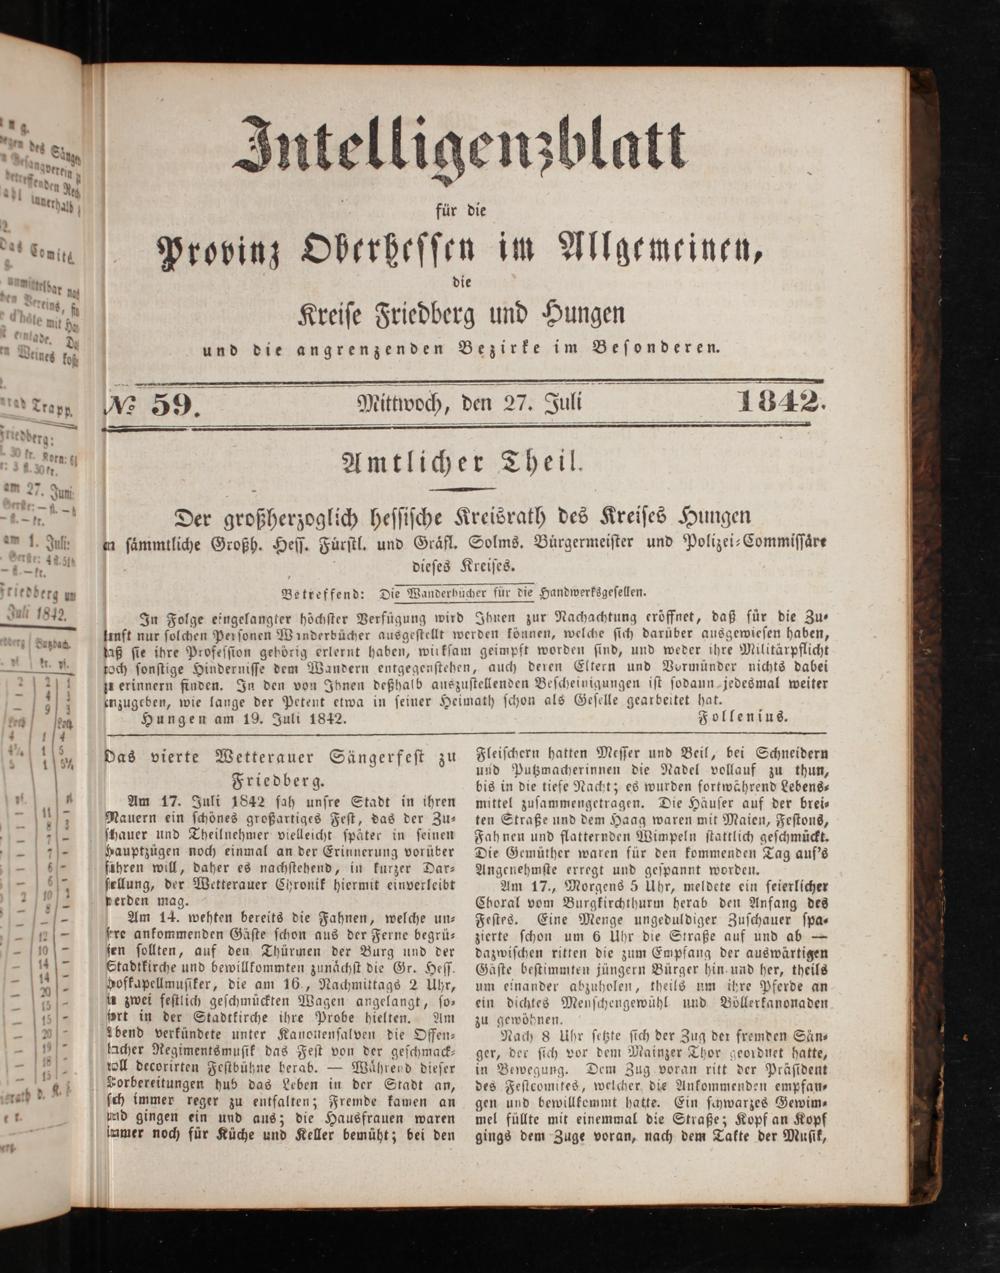 Intelligenzblatt
für die
Provinz Oberhessen im Allgemeinen,
die
Kreise Friedberg und Hungen
und die angrenzenden Bezirke im Besonderen.
№ 59. Mittwoch, den 27. Juli 1842.
Amtlicher Theil.
Der großherzoglich hessische Kreisrath des Kreises Hungen
an sämmtliche Großh. Hess. Fürstl. und Gräfl. Solms. Bürgermeister und Polizei-Commissäre
dieses Kreises.
Betreffend: Die Wanderbücher für die Handwerksgesellen.
In Folge eingelangter höchster Verfügung wird Ihnen zur Nachachtung eröffnet, daß für die Zu-
kunft nur solchen Personen Wanderbücher ausgestellt werden können, welche sich darüber ausgewiesen haben,
daß sie ihre Profession gehörig erlernt haben, wirksam geimpft worden sind, und weder ihre Militärpflicht
noch sonstige Hindernisse dem Wandern entgegenstehen, auch deren Eltern und Vormünder nichts dabei
zu erinnern finden. In den von Ihnen deßhalb auszustellenden Bescheinigungen ist sodann jedesmal weiter
anzugeben, wie lange der Petent etwa in seiner Heimath schon als Geselle gearbeitet hat.
Hungen am 19. Juli 1842. Follenius.
Das vierte Wetterauer Sängerfest zu
Friedberg.
Am 17. Juli 1842 sah unsre Stadt in ihren
Mauern ein schönes großartiges Fest, das der Zu-
schauer und Theilnehmer vielleicht später in seinen
Hauptzügen noch einmal an der Erinnerung vorüber
führen will, daher es nachstehend, in kurzer Dar-
stellung, der Wetterauer Chronik hiermit einverleibt
werden mag.
Am 14. wehten bereits die Fahnen, welche un-
sere ankommenden Gäste schon aus der Ferne begrü-
ßen sollten, auf den Thürmen der Burg und der
Stadtkirche und bewillkommten zunächst die Gr. Hess.
Hofkapellmusiker, die am 16., Nachmittags 2 Uhr,
in zwei festlich geschmückten Wagen angelangt, so-
fort in der Stadtkirche ihre Probe hielten. Am
Abend verkündete unter Kanonensalven die Offen-
bacher Regimentsmusik das Fest von der geschmack-
voll decorirten Festbühne herab. — Während dieser
Vorbereitungen hub das Leben in der Stadt an,
sich immer reger zu entfalten; Fremde kamen an
und gingen ein und aus; die Hausfrauen waren
immer noch für Küche und Keller bemüht; bei den
Fleischern hatten Messer und Beil, bei Schneidern
und Putzmacherinnen die Nadel vollauf zu thun,
bis in die tiefe Nacht; es wurden fortwährend Lebens-
mittel zusammengetragen. Die Häuser auf der brei-
ten Straße und dem Haag waren mit Maien, Festons,
Fahnen und flatternden Wimpeln stattlich geschmückt.
Die Gemüther waren für den kommenden Tag auf's
Angenehmste erregt und gespannt worden.
Am 17., Morgens 5 Uhr, meldete ein feierlicher
Choral vom Burgkirchthurm herab den Anfang des
Festes. Eine Menge ungeduldiger Zuschauer spa-
zierte schon um 6 Uhr die Straße auf und ab —
dazwischen ritten die zum Empfang der auswärtigen
Gäste bestimmten jüngern Bürger hin und her, theils
um einander abzuholen, theils um ihre Pferde an
ein dichtes Menschengewühl und Böllerkanonaden
zu gewöhnen.
Nach 8 Uhr setzte sich der Zug der fremden Sän-
ger, der sich vor dem Mainzer Thor geordnet hatte,
in Bewegung. Dem Zug voran ritt der Präsident
des Festcomites, welcher die Ankommenden empfan-
gen und bewillkommt hatte. Ein schwarzes Gewim-
mel füllte mit einemmal die Straße; Kopf an Kopf
gings dem Zuge voran, nach dem Takte der Musik,